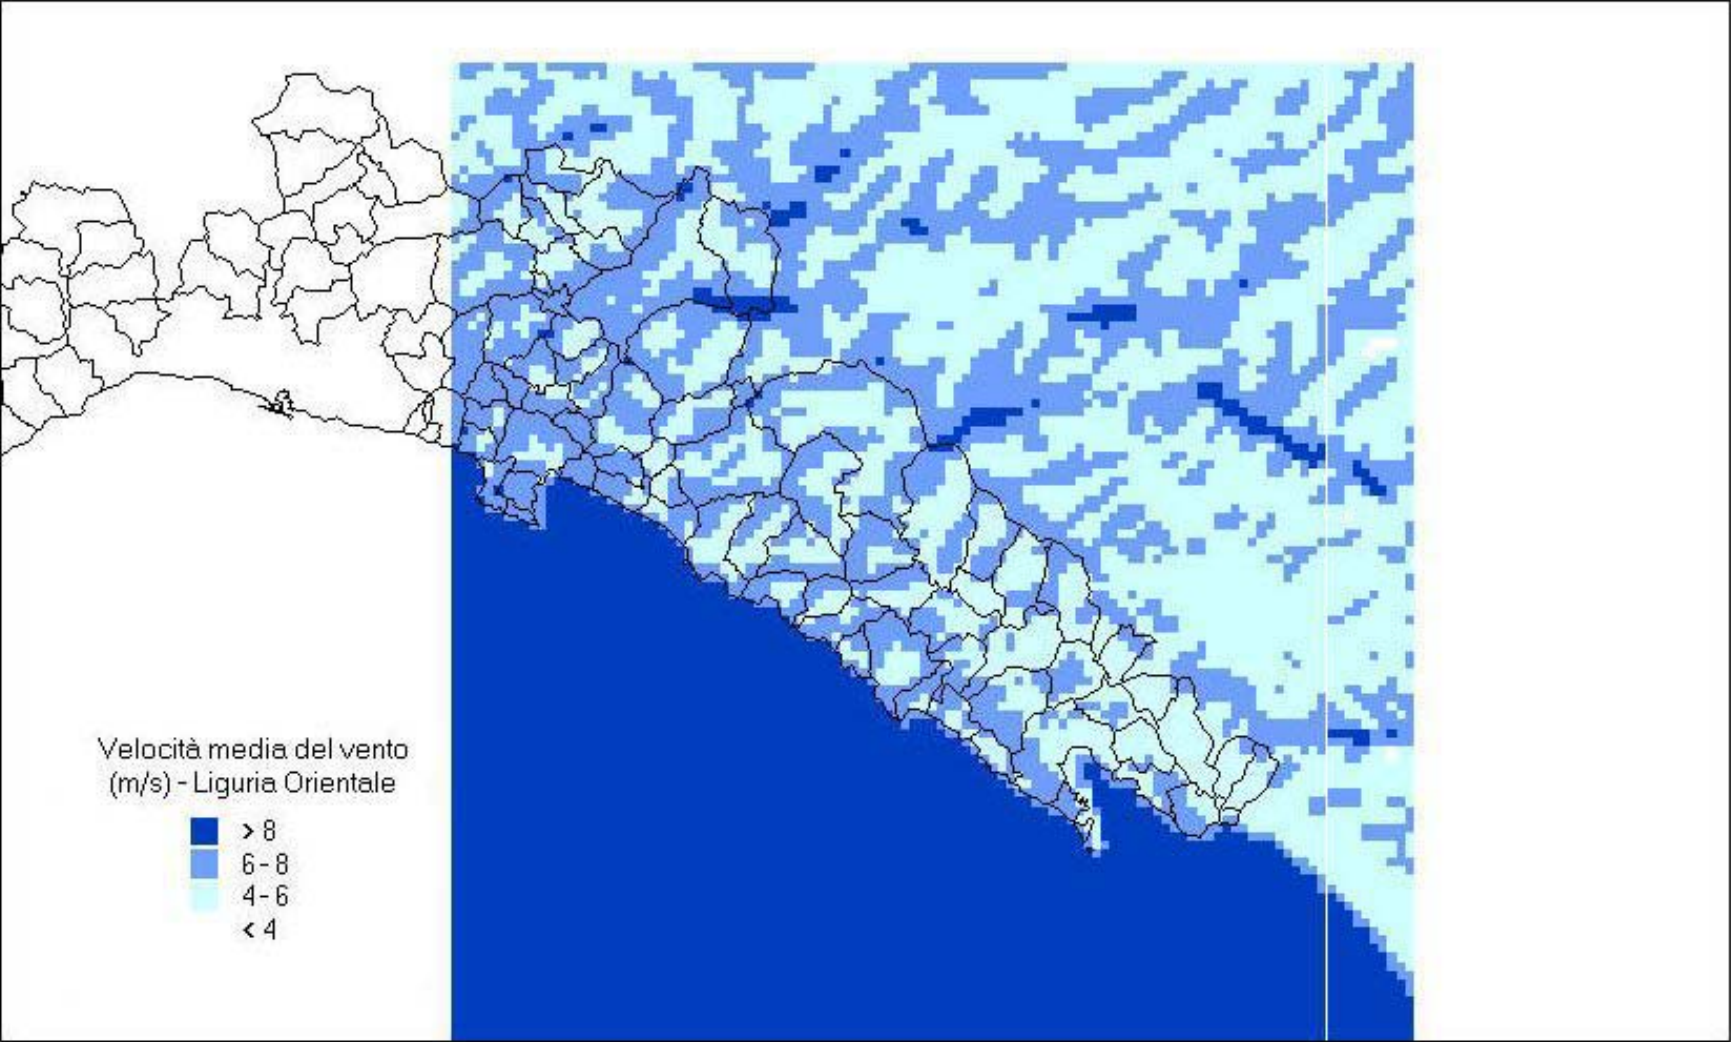 Velocità media del vento
(m/s) - Liguria Orientale
> 8
6 - 8
4 - 6
< 4